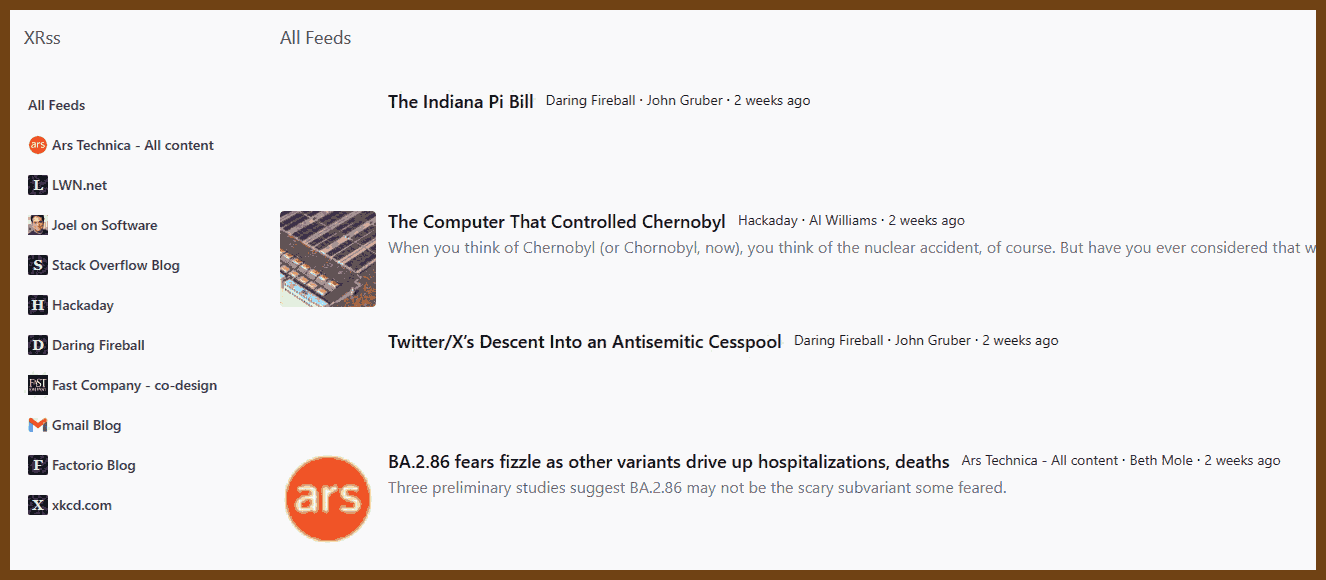 XRss
All Feeds
All Feeds
ars Ars Technica - All content
L LWN.net
Joel on Software
S Stack Overflow Blog
H Hackaday
D Daring Fireball
FAST COMPANY Fast Company - co-design
Gmail Blog
F Factorio Blog
X xkcd.com
The Indiana Pi Bill Daring Fireball · John Gruber · 2 weeks ago
The Computer That Controlled Chernobyl Hackaday · Al Williams · 2 weeks ago
When you think of Chernobyl (or Chornobyl, now), you think of the nuclear accident, of course. But have you ever considered that w
Twitter/X’s Descent Into an Antisemitic Cesspool Daring Fireball · John Gruber · 2 weeks ago
ars
BA.2.86 fears fizzle as other variants drive up hospitalizations, deaths Ars Technica - All content · Beth Mole · 2 weeks ago
Three preliminary studies suggest BA.2.86 may not be the scary subvariant some feared.